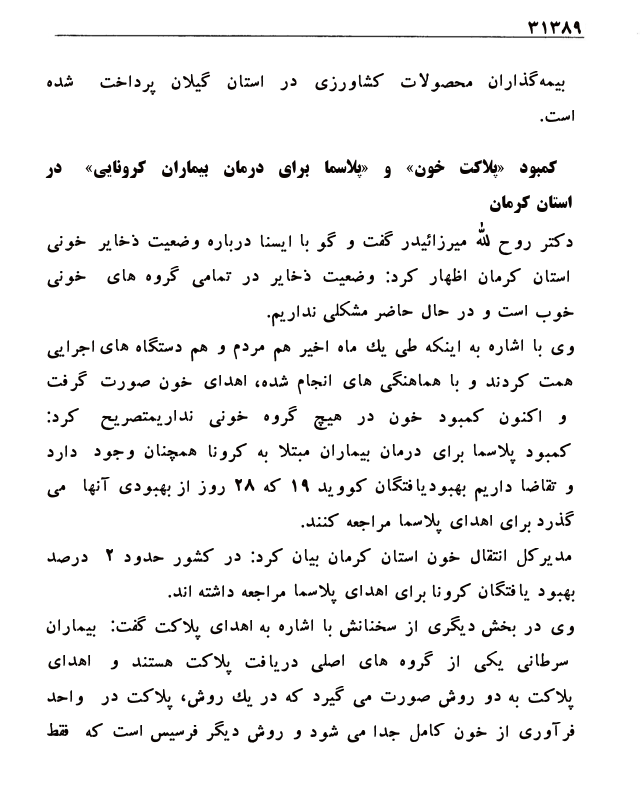 ۳۱۳۸۹
بیمه‌گذاران محصولات کشاورزی در استان گیلان پرداخت شده
است.
کمبود «پلاکت خون» و «پلاسما برای درمان بیماران کرونایی» در
استان کرمان
دکتر روح لله میرزائیدر گفت و گو با ایسنا درباره وضعیت ذخایر خونی
استان کرمان اظهار کرد: وضعیت ذخایر در تمامی گروه های خونی
خوب است و در حال حاضر مشکلی نداریم.
وی با اشاره به اینکه طی یك ماه اخیر هم مردم و هم دستگاه های اجرایی
همت کردند و با هماهنگی های انجام شده، اهدای خون صورت گرفت
و اکنون کمبود خون در هیچ گروه خونی نداریمتصریح کرد:
کمبود پلاسما برای درمان بیماران مبتلا به کرونا همچنان وجود دارد
و تقاضا داریم بهبودیافتگان کووید ۱۹ که ۲۸ روز از بهبودی آنها می
گذرد برای اهدای پلاسما مراجعه کنند.
مدیرکل انتقال خون استان کرمان بیان کرد: در کشور حدود ۲ درصد
بهبود یافتگان کرونا برای اهدای پلاسما مراجعه داشته اند.
وی در بخش دیگری از سخنانش با اشاره به اهدای پلاکت گفت: بیماران
سرطانی یکی از گروه های اصلی دریافت پلاکت هستند و اهدای
پلاکت به دو روش صورت می گیرد که در یك روش، پلاکت در واحد
فرآوری از خون کامل جدا می شود و روش دیگر فرسیس است که فقط